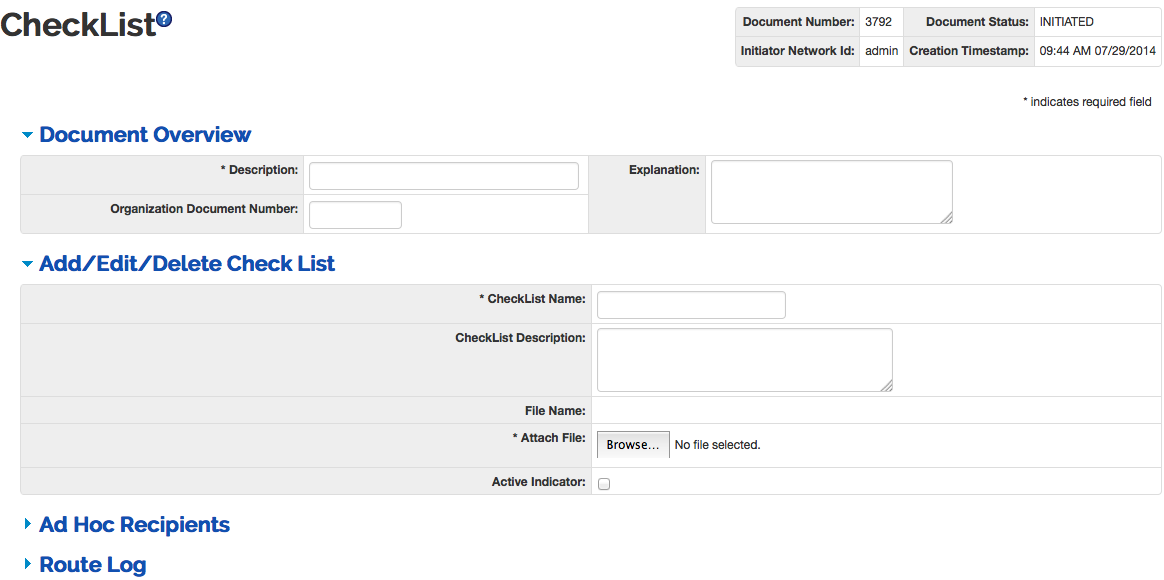 CheckList?
Document Number: 3792 Document Status: INITIATED
Initiator Network Id: admin Creation Timestamp: 09:44 AM 07/29/2014
* indicates required field
Document Overview
* Description: Explanation:
Organization Document Number:
Add/Edit/Delete Check List
* CheckList Name:
CheckList Description:
File Name:
* Attach File: Browse... No file selected.
Active Indicator:
Ad Hoc Recipients
Route Log